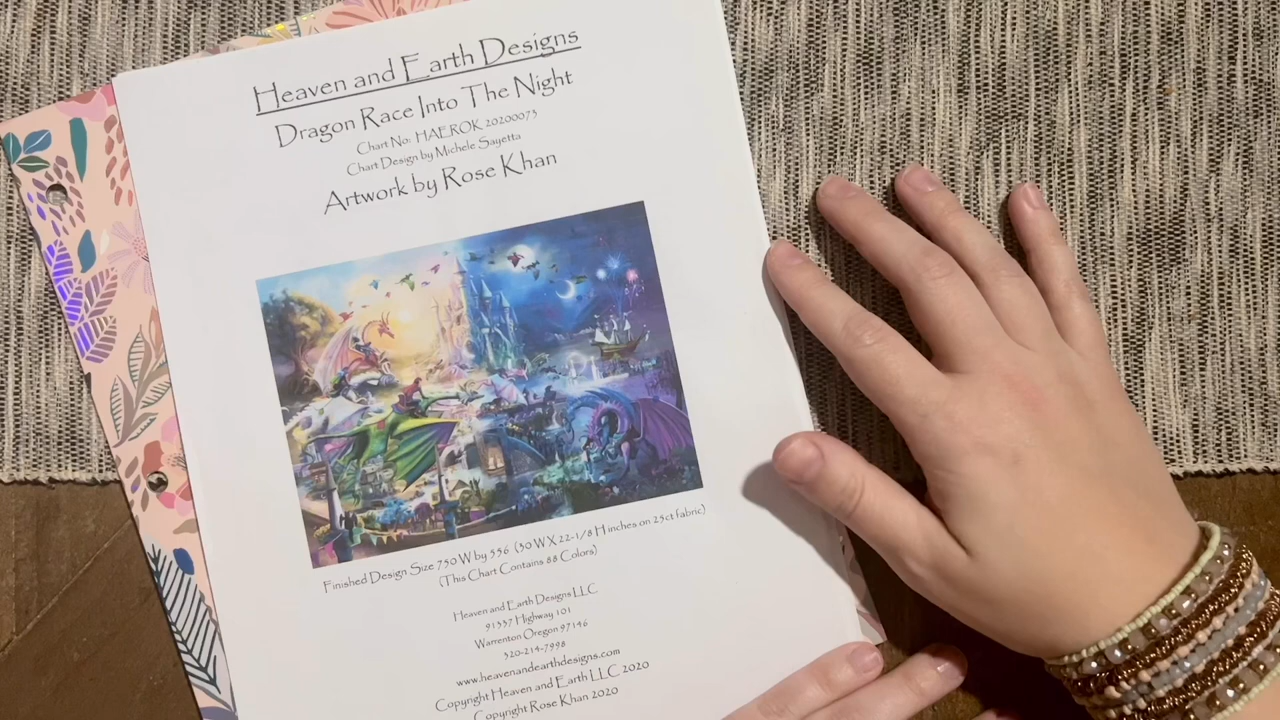 Heaven and Earth Designs
Dragon Race Into The Night
Chart No: HAEROK 20200073
Chart Design by Michele Sayetta
Artwork by Rose Khan
Finished Design Size 750 W by 556 (30 W X 22-1/8 H inches on 25ct fabric)
(This Chart Contains 88 Colors)
Heaven and Earth Designs LLC
91357 Highway 101
Warrenton Oregon 97146
520-214-7998
www.heavenandearthdesigns.com
Copyright Heaven and Earth LLC 2020
Copyright Rose Khan 2020